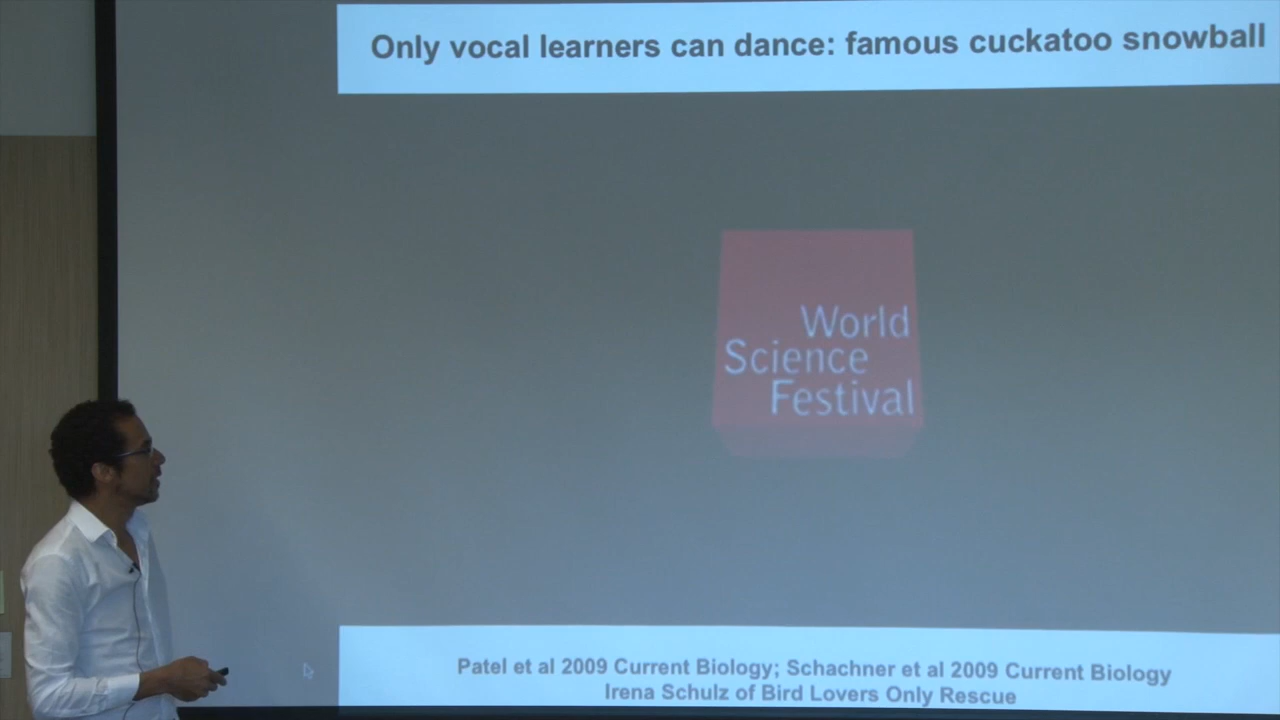 Only vocal learners can dance: famous cuckatoo snowball
World
Science
Festival
Patel et al 2009 Current Biology; Schachner et al 2009 Current Biology
Irena Schulz of Bird Lovers Only Rescue